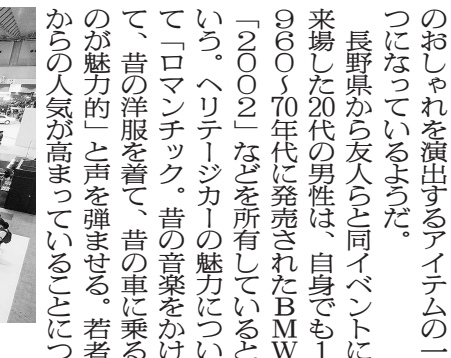 のおしゃれを演出するアイテムの一
つになっているようだ。
　長野県から友人らと同イベントに
来場した20代の男性は、自身でも１
９６０〜70年代に発売されたＢＭＷ
「２００２」などを所有していると
いう。ヘリテージカーの魅力につい
て「ロマンチック。昔の音楽をかけ
て、昔の洋服を着て、昔の車に乗る
のが魅力的」と声を弾ませる。若者
からの人気が高まっていることにつ